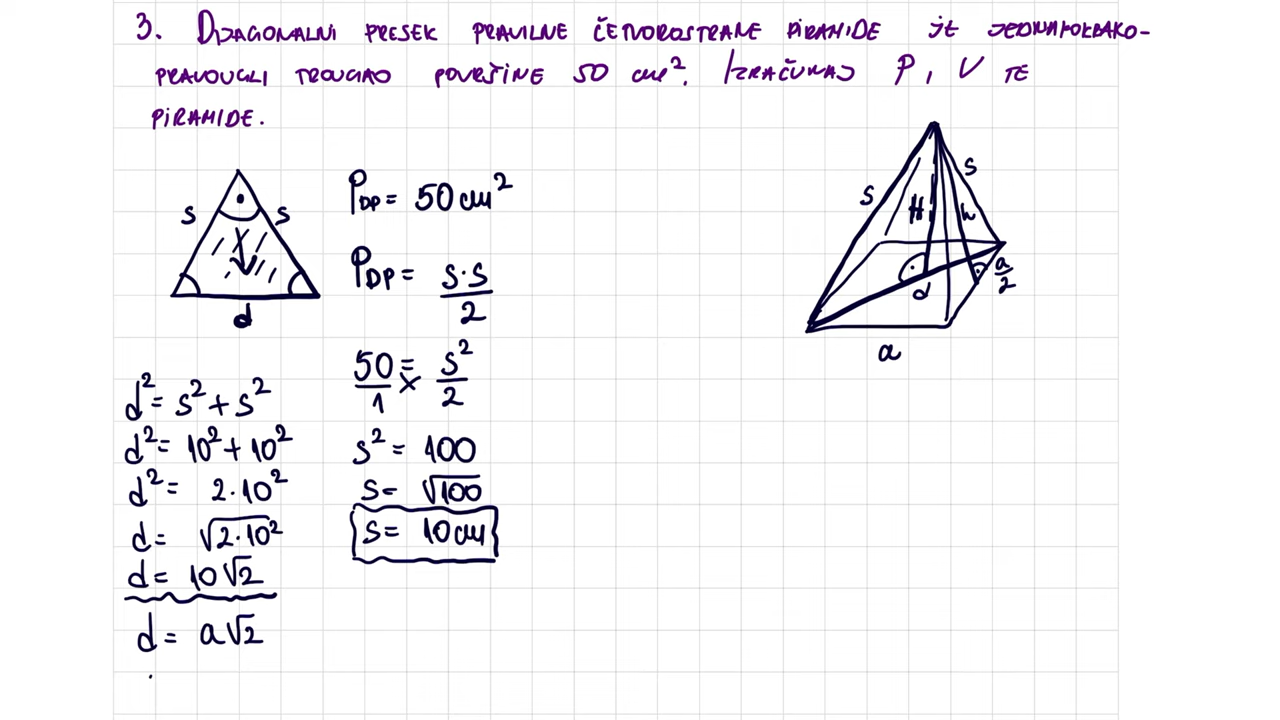 3. Dijagonalni presek pravilne četvorostrane piramide je jednakokrako-
pravougli trougao površine 50 cm². Izračunaj P i V te
piramide.
s s
d
P_DP = 50 cm²
P_DP = s·s/2
50/1 = s²/2
s² = 100
s = √100
s = 10 cm
d² = s² + s²
d² = 10² + 10²
d² = 2·10²
d = √2·10²
d = 10√2
d = a√2
s s
H h
d a/2
a